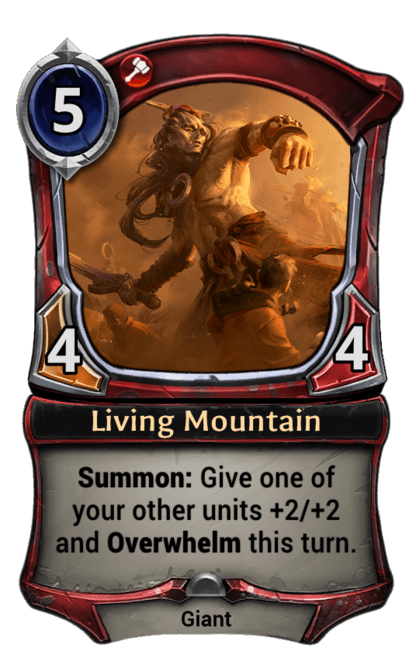 5
4
4
Living Mountain
Summon: Give one of
your other units +2/+2
and Overwhelm this turn.
Giant